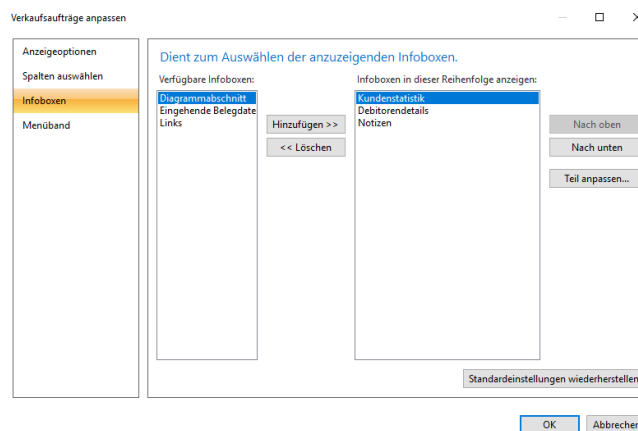 Verkaufsaufträge anpassen
Anzeigeoptionen
Spalten auswählen
Infoboxen
Menüband
Dient zum Auswählen der anzuzeigenden Infoboxen.
Verfügbare Infoboxen:
Diagrammabschnitt
Eingehende Belegdate
Links
Hinzufügen >>
<< Löschen
Infoboxen in dieser Reihenfolge anzeigen:
Kundenstatistik
Debitorendetails
Notizen
Nach oben
Nach unten
Teil anpassen...
Standardeinstellungen wiederherstellen
OK
Abbrechen